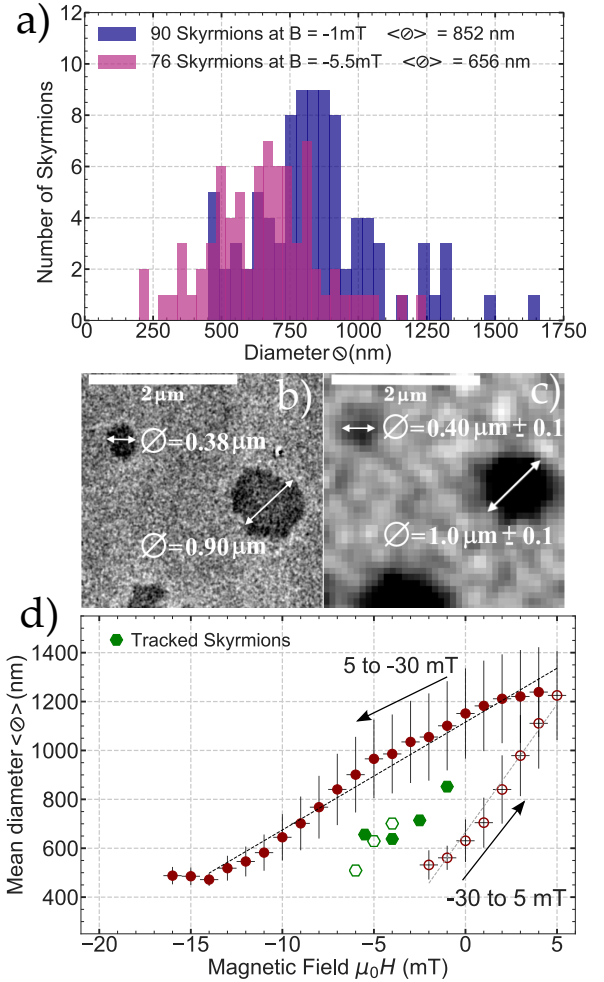 a)
90 Skyrmions at B = -1mT <⊘> = 852 nm
76 Skyrmions at B = -5.5mT <⊘> = 656 nm
Number of Skyrmions
12
10
8
6
4
2
0
0 250 500 750 1000 1250 1500 1750
Diameter ⊘(nm)
2 μm
b)
∅=0.38 μm
∅=0.90 μm
2 μm
c)
∅=0.40 μm ± 0.1
∅=1.0 μm ± 0.1
d)
Tracked Skyrmions
5 to -30 mT
-30 to 5 mT
Mean diameter <⊘> (nm)
1400
1200
1000
800
600
400
−20 −15 −10 −5 0 5
Magnetic Field μ₀H (mT)